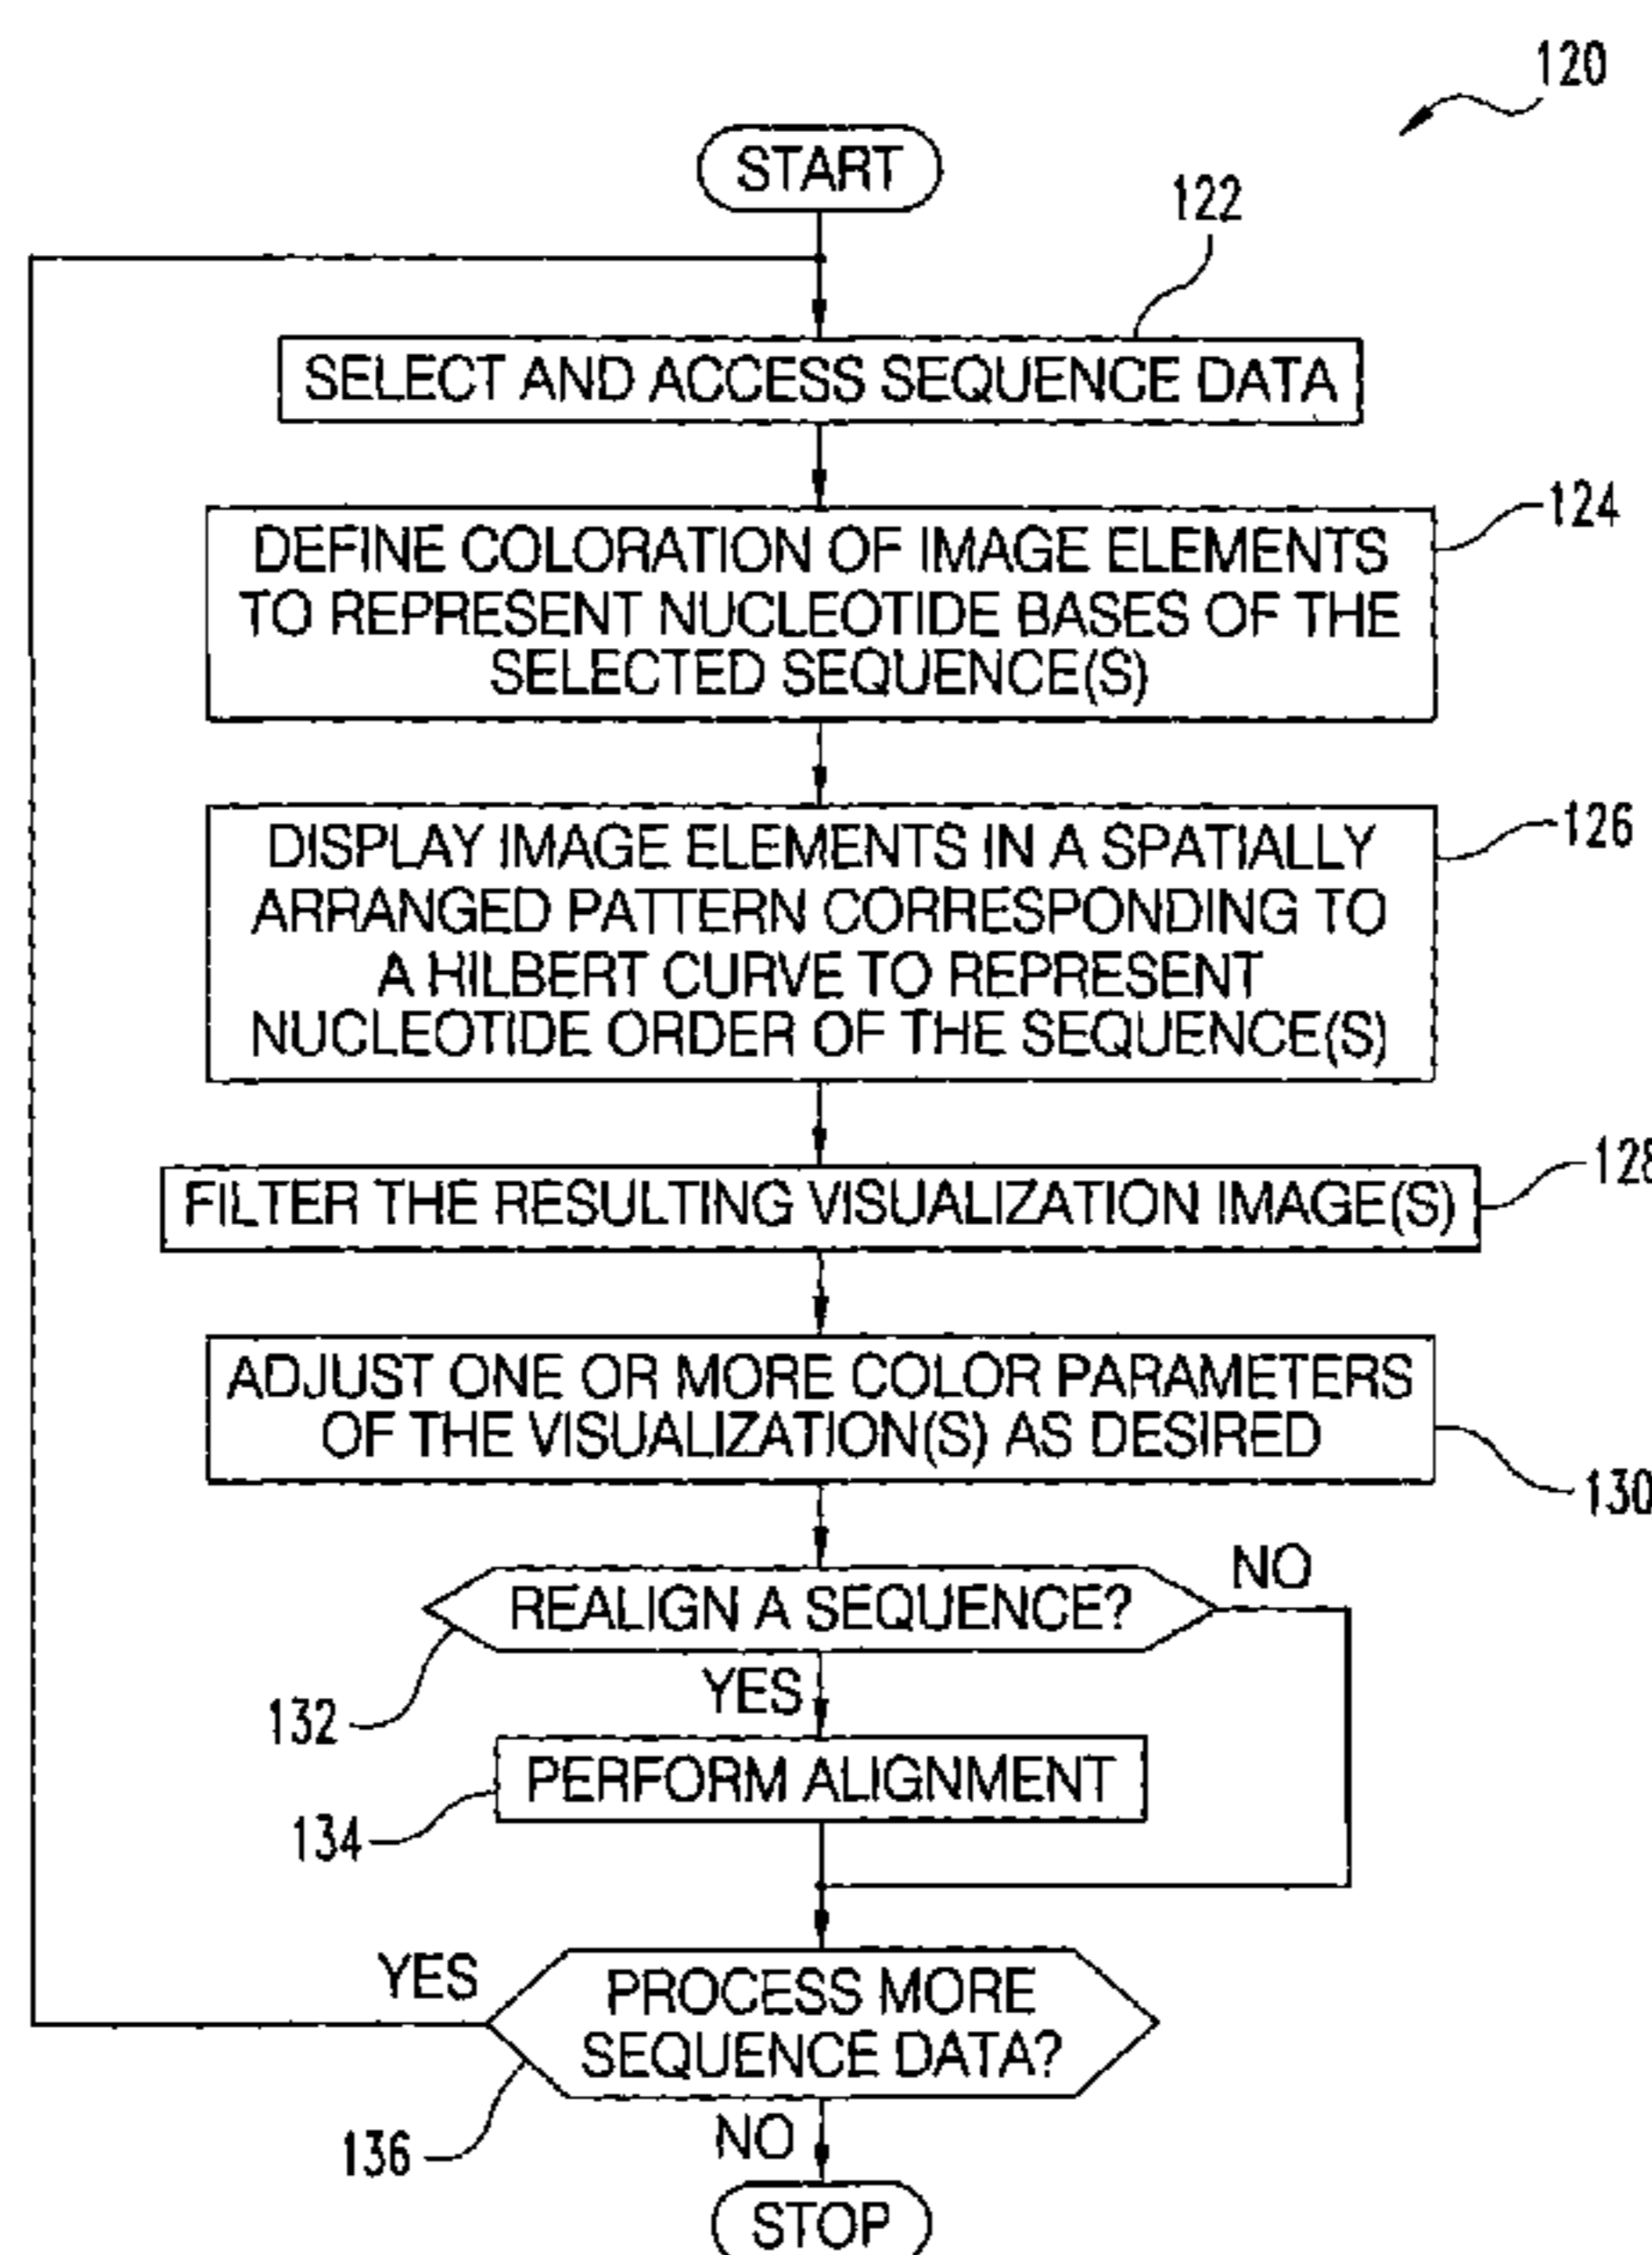 120
START
122
SELECT AND ACCESS SEQUENCE DATA
124
DEFINE COLORATION OF IMAGE ELEMENTS
TO REPRESENT NUCLEOTIDE BASES OF THE
SELECTED SEQUENCE(S)
126
DISPLAY IMAGE ELEMENTS IN A SPATIALLY
ARRANGED PATTERN CORRESPONDING TO
A HILBERT CURVE TO REPRESENT
NUCLEOTIDE ORDER OF THE SEQUENCE(S)
128
FILTER THE RESULTING VISUALIZATION IMAGE(S)
ADJUST ONE OR MORE COLOR PARAMETERS
OF THE VISUALIZATION(S) AS DESIRED
130
NO
REALIGN A SEQUENCE?
YES
132
PERFORM ALIGNMENT
134
YES
PROCESS MORE
SEQUENCE DATA?
NO
136
STOP